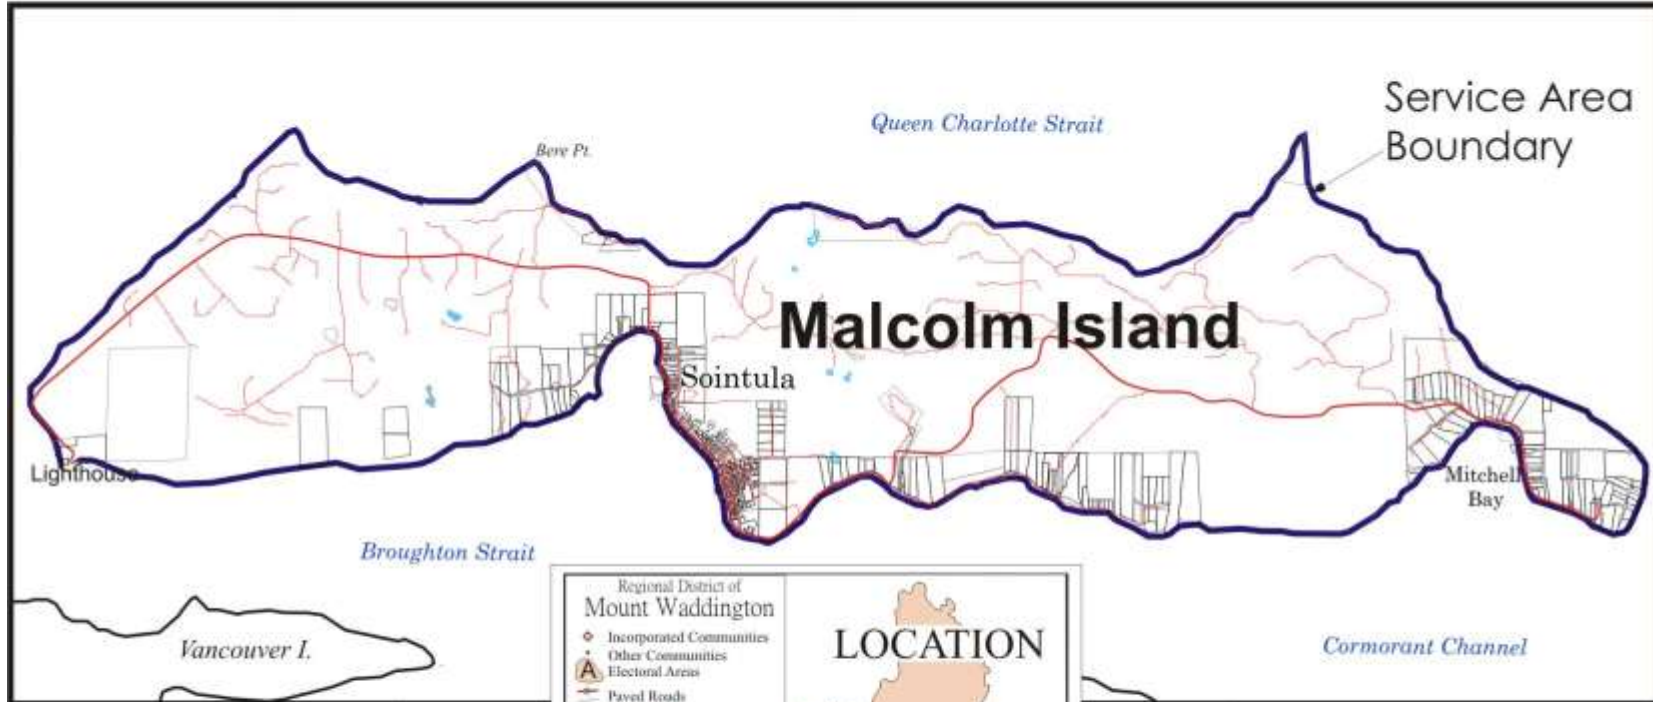 Service Area
Boundary
Queen Charlotte Strait
Bere Pt.
Malcolm Island
Sointula
Lighthouse
Mitchell
Bay
Broughton Strait
Regional District of
Mount Waddington
Incorporated Communities
Other Communities
A Electoral Areas
Paved Roads
LOCATION
Vancouver I.
Cormorant Channel